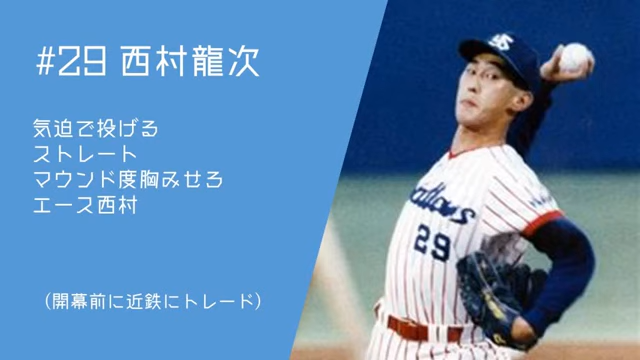 #29 西村龍次
気迫で投げる
ストレート
マウンド度胸みせろ
エース西村
（開幕前に近鉄にトレード）
YS
wallows
29